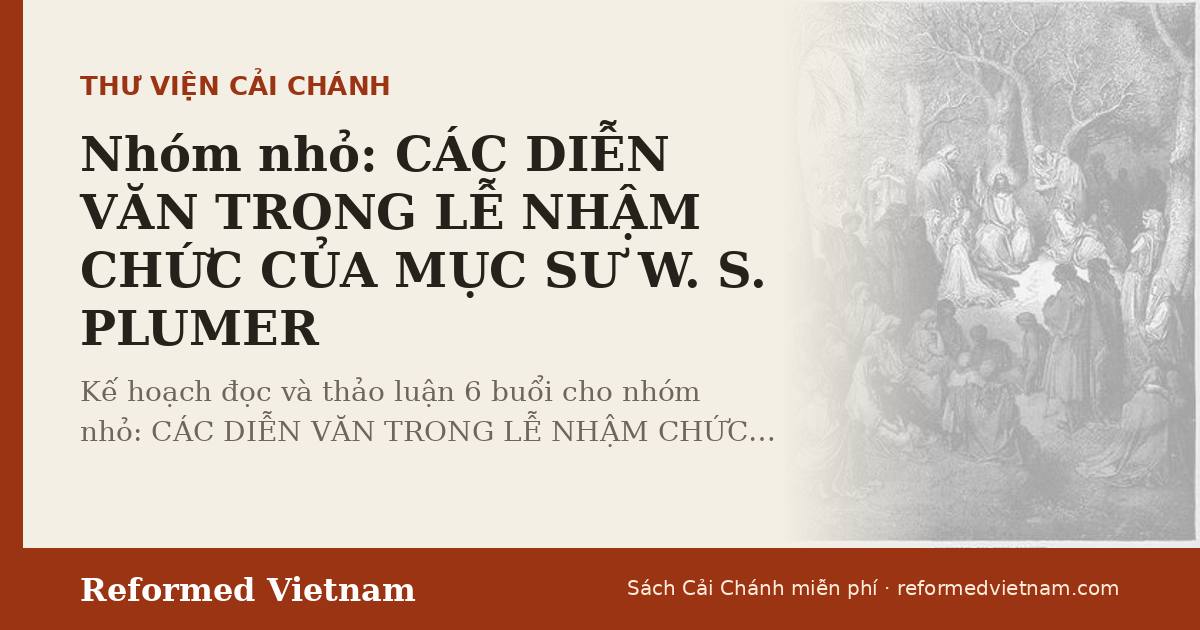 THƯ VIỆN CẢI CHÁNH
Nhóm nhỏ: CÁC DIỄN
VĂN TRONG LỄ NHẬM
CHỨC CỦA MỤC SƯ W. S.
PLUMER
Kế hoạch đọc và thảo luận 6 buổi cho nhóm
nhỏ: CÁC DIỄN VĂN TRONG LỄ NHẬM CHỨC…
Reformed Vietnam
Sách Cải Chánh miễn phí · reformedvietnam.com